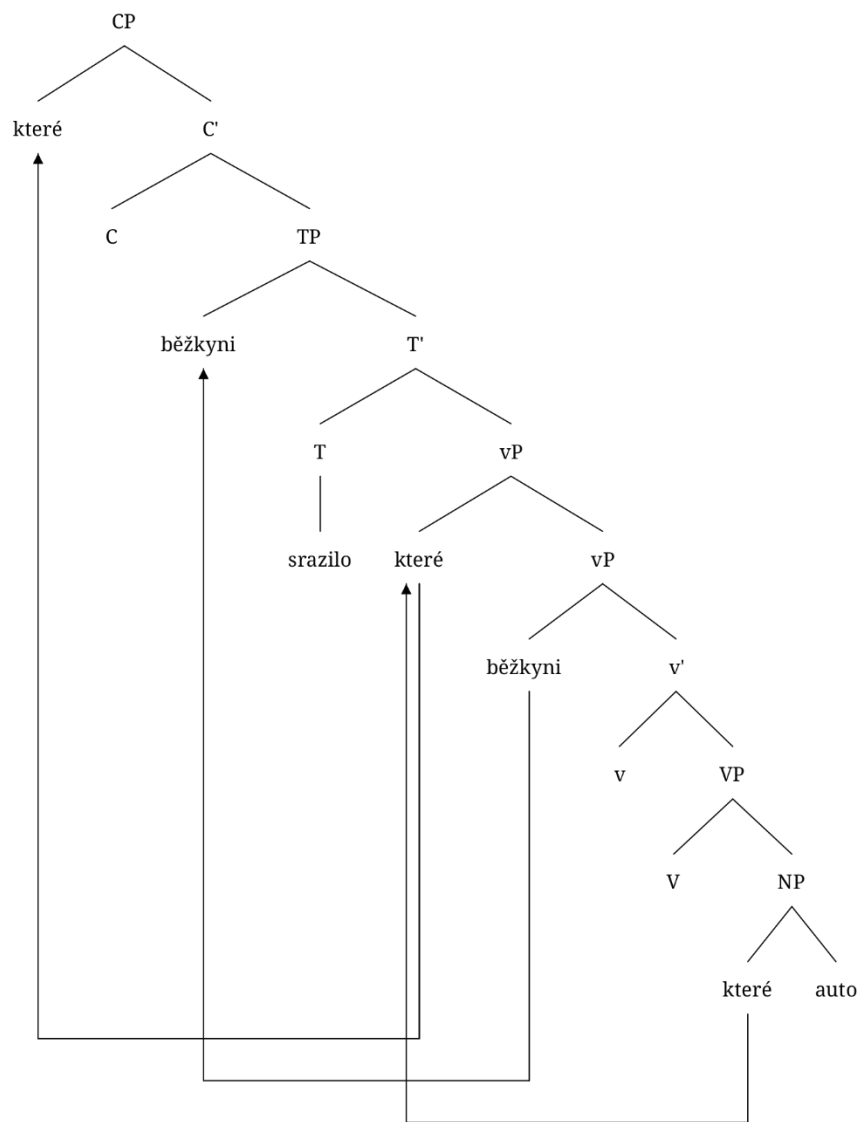 CP
které C'
C TP
běžkyni T'
T vP
srazilo které vP
běžkyni v'
v VP
V NP
které auto